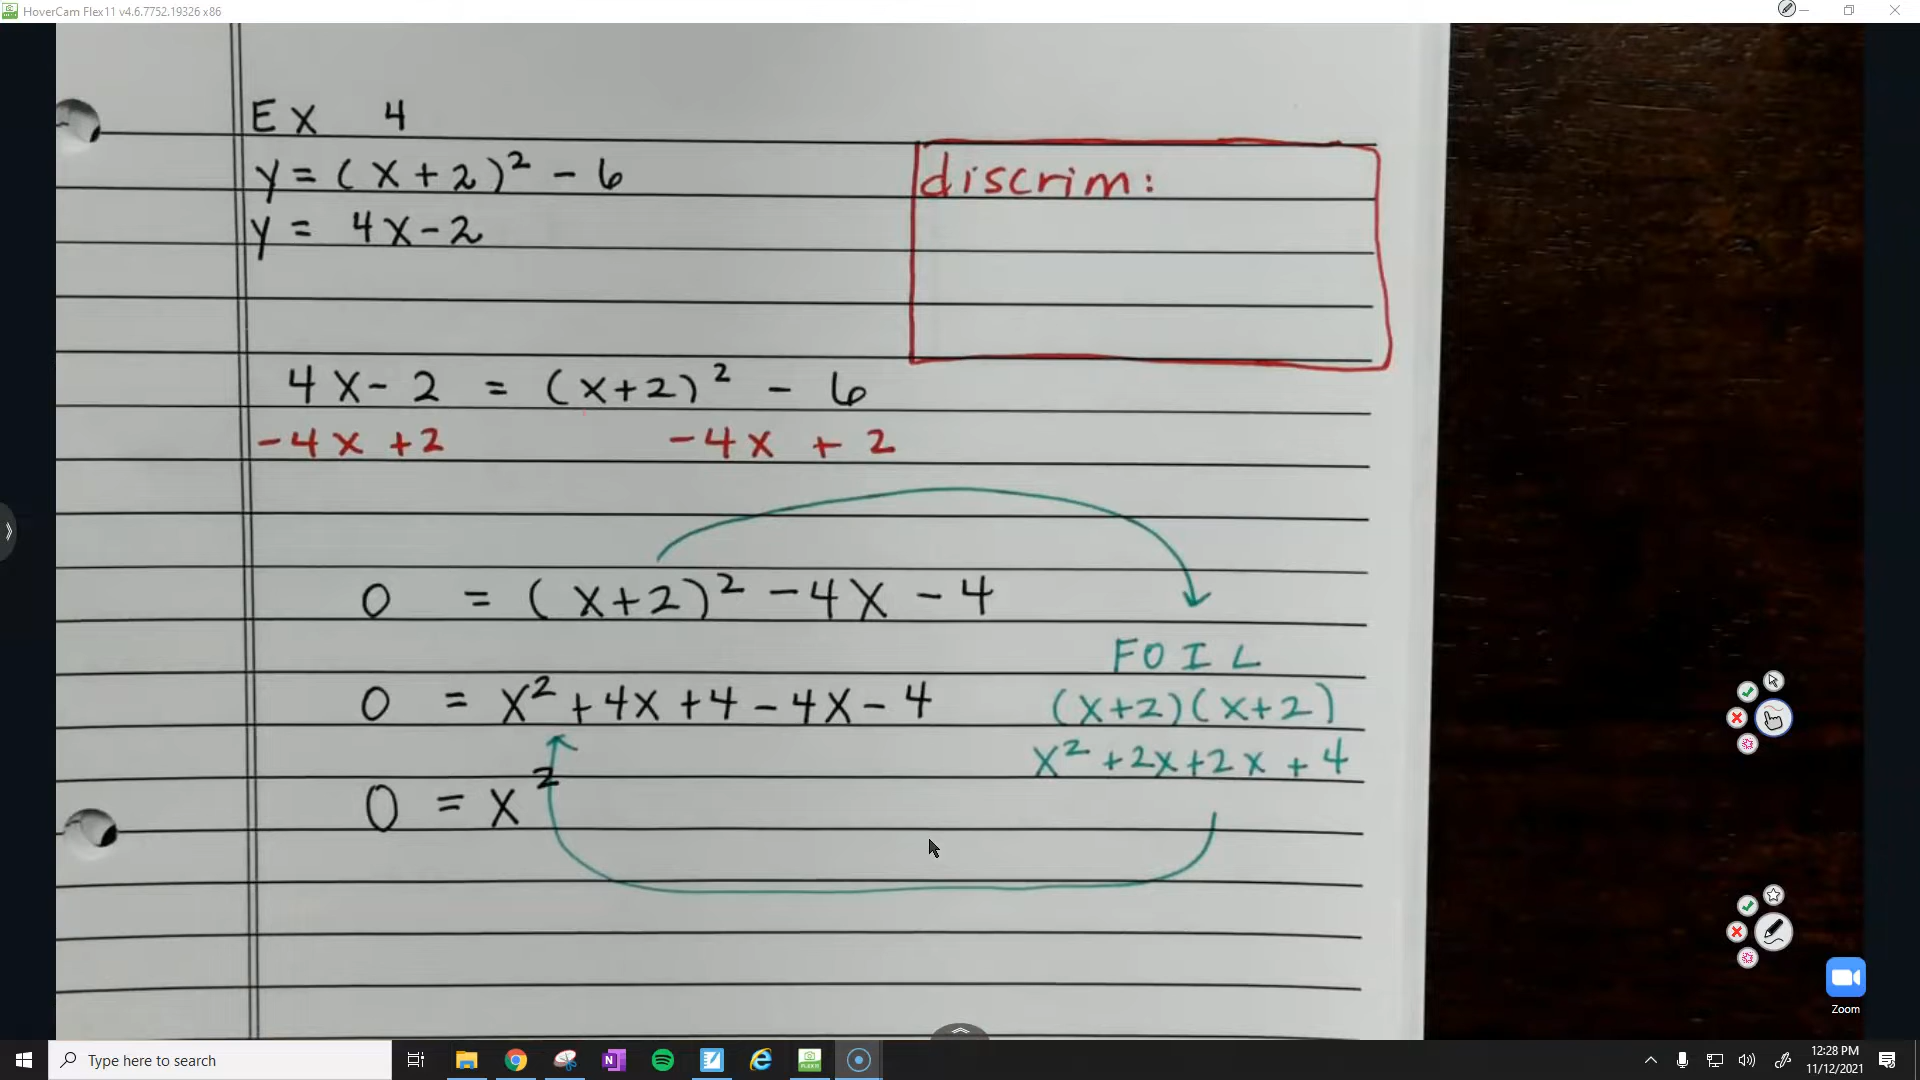 HoverCam Flex11 v4.6.7752.19326 x86
Ex 4
y = (x+2)² - 6
y = 4x-2
discrim:
4x-2 = (x+2)² - 6
-4x +2 -4x + 2
0 = (x+2)² -4x - 4
FOIL
0 = x² +4x +4 -4x - 4
(x+2)(x+2)
x² +2x+2x + 4
0 = x²
Zoom
Type here to search
12:28 PM
11/12/2021